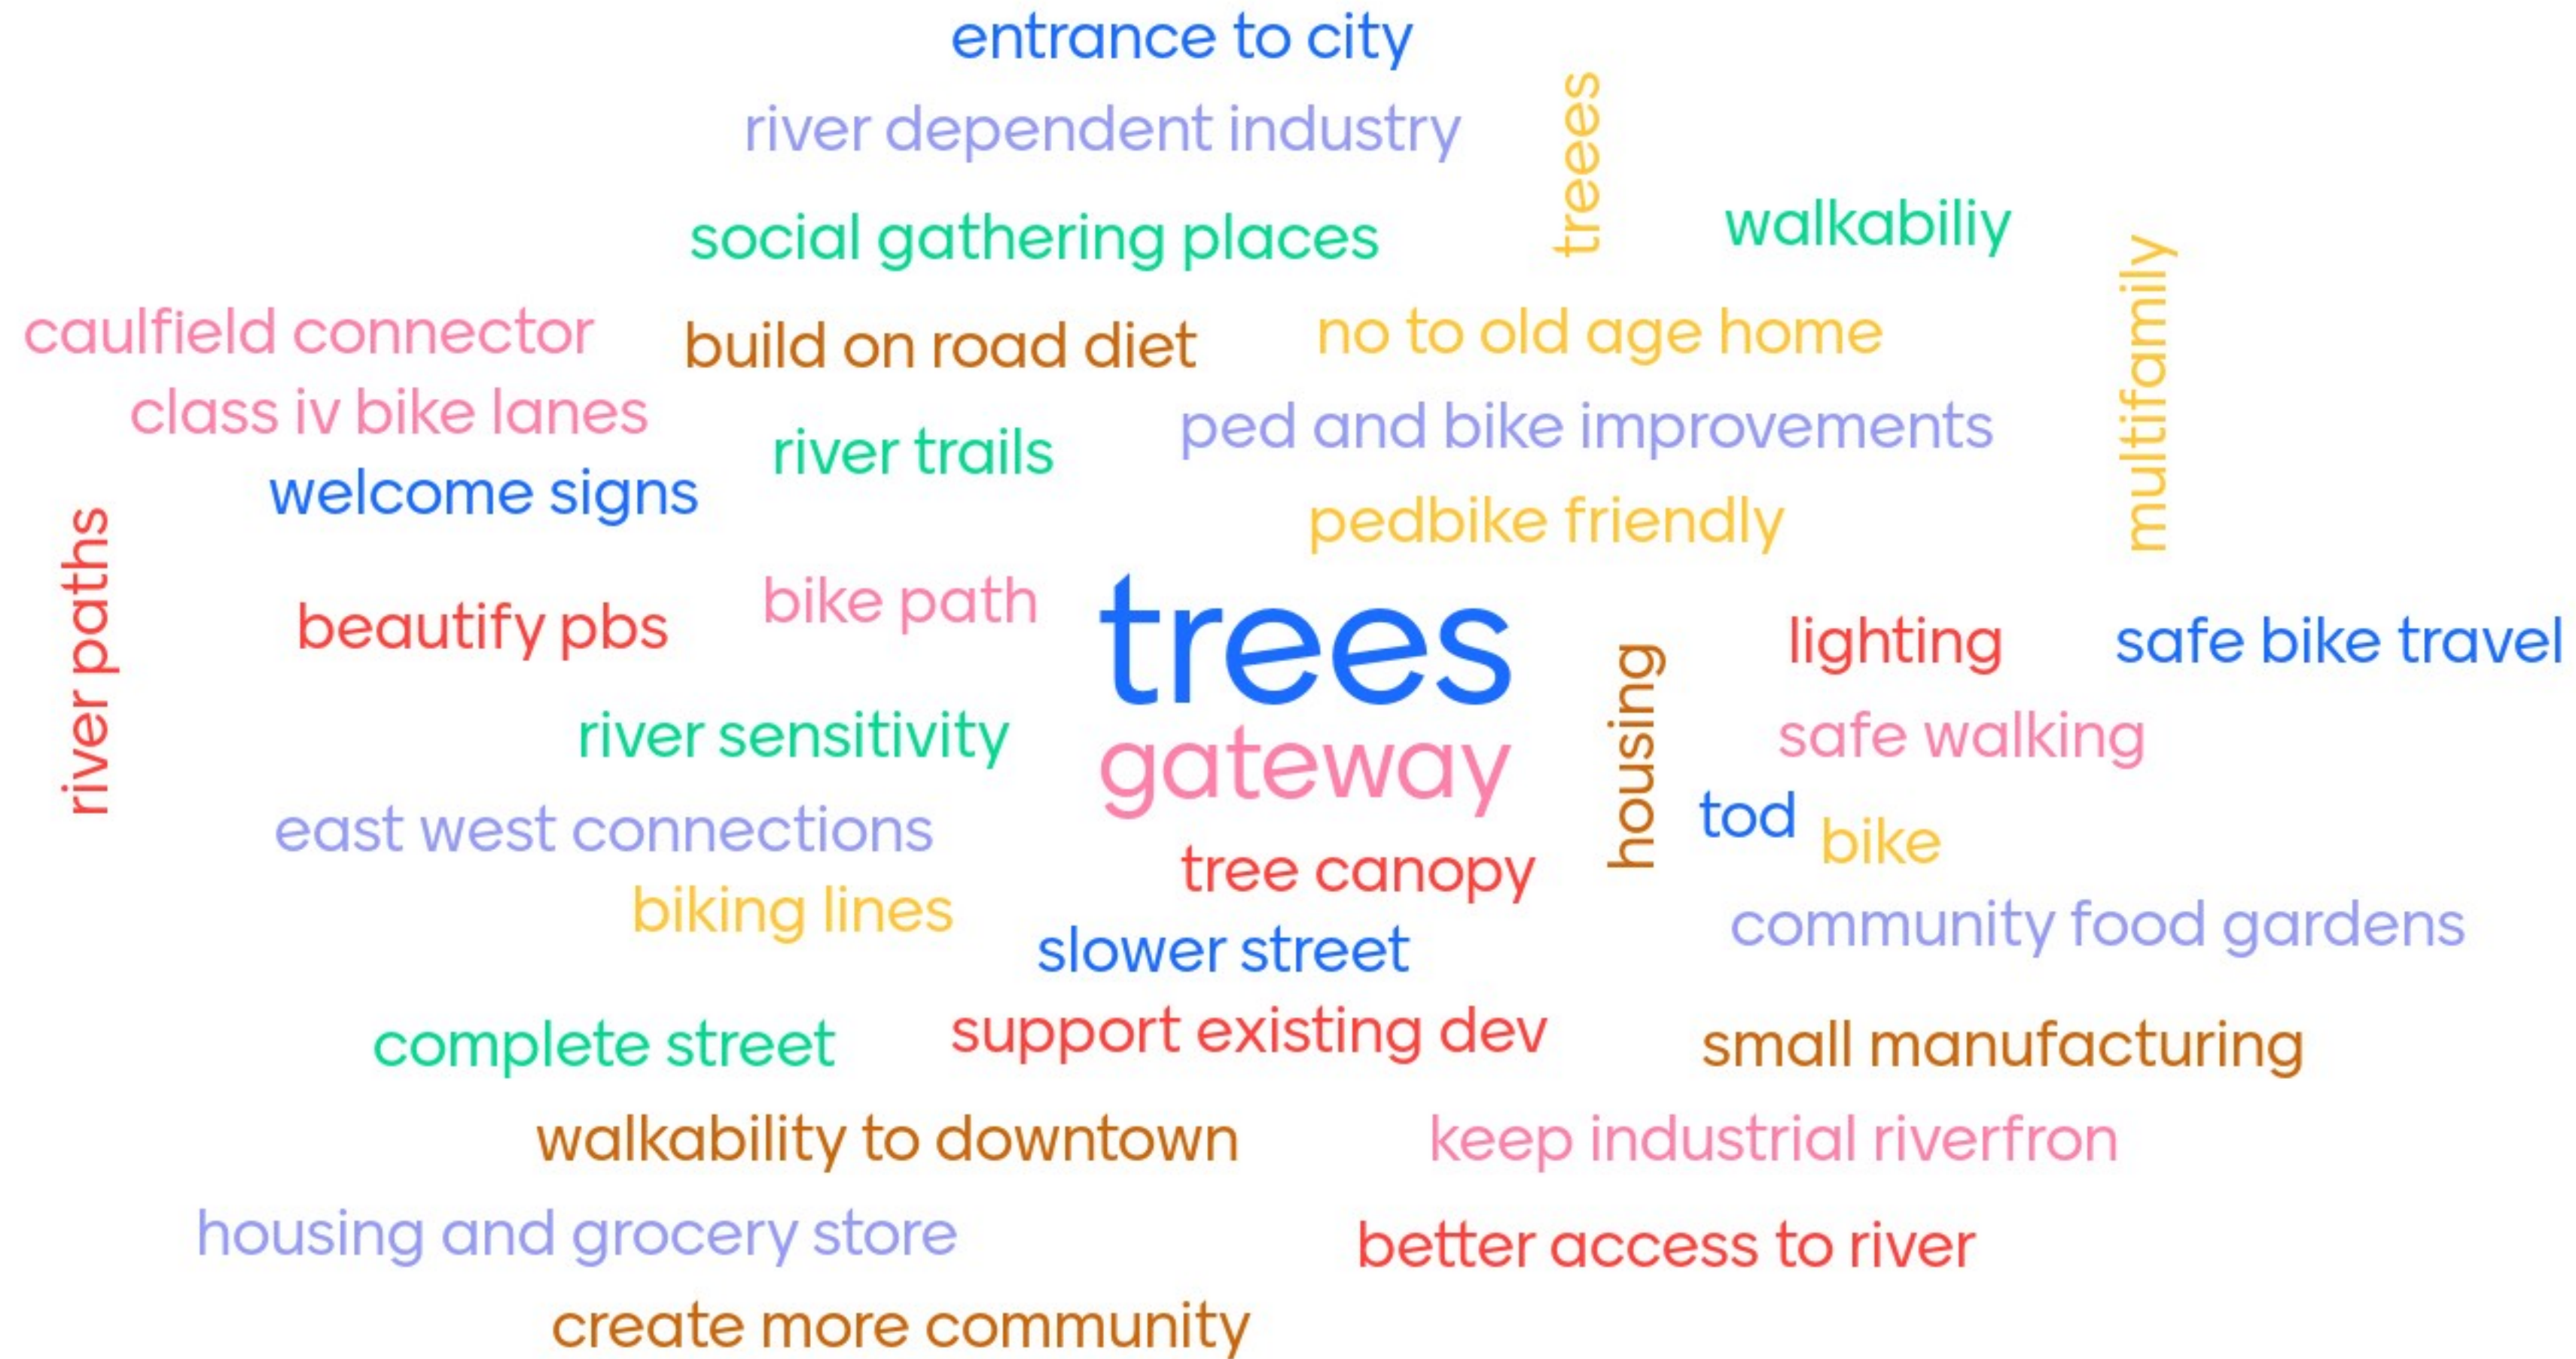 entrance to city
river dependent industry
treees
social gathering places
walkabiliy
caulfield connector
build on road diet
no to old age home
multifamily
class iv bike lanes
river trails
ped and bike improvements
welcome signs
pedbike friendly
river paths
beautify pbs
bike path
trees
lighting
safe bike travel
housing
river sensitivity
gateway
safe walking
east west connections
tod
bike
tree canopy
biking lines
slower street
community food gardens
complete street
support existing dev
small manufacturing
walkability to downtown
keep industrial riverfron
housing and grocery store
better access to river
create more community